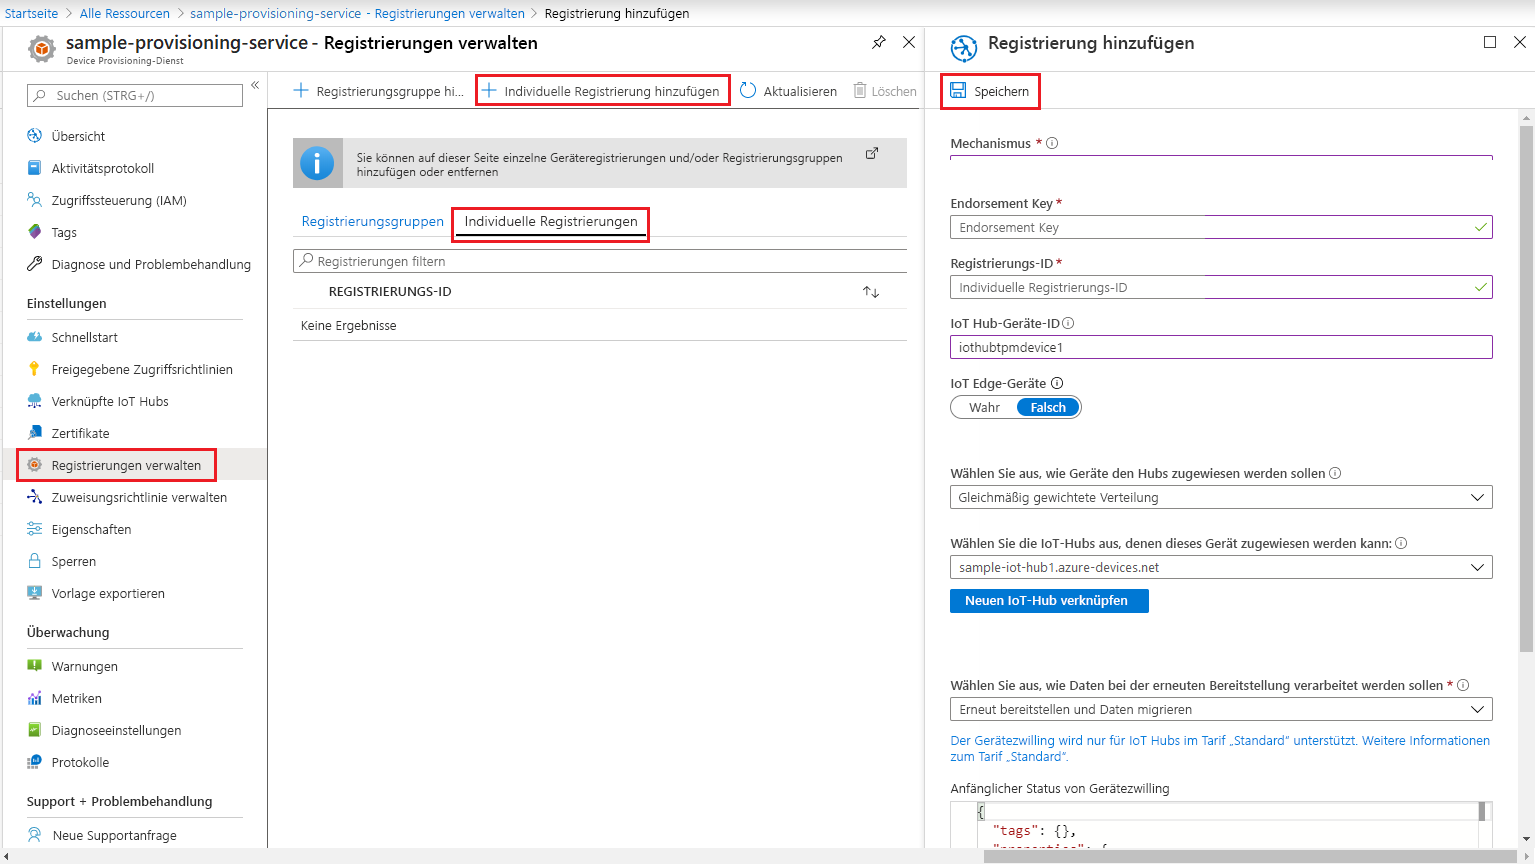 Startseite > Alle Ressourcen > sample-provisioning-service - Registrierungen verwalten > Registrierung hinzufügen
sample-provisioning-service - Registrierungen verwalten
Device Provisioning-Dienst
Suchen (STRG+/)
Übersicht
Aktivitätsprotokoll
Zugriffssteuerung (IAM)
Tags
Diagnose und Problembehandlung
Einstellungen
Schnellstart
Freigegebene Zugriffsrichtlinien
Verknüpfte IoT Hubs
Zertifikate
Registrierungen verwalten
Zuweisungsrichtlinie verwalten
Eigenschaften
Sperren
Vorlage exportieren
Überwachung
Warnungen
Metriken
Diagnoseeinstellungen
Protokolle
Support + Problembehandlung
Neue Supportanfrage
Registrierungsgruppe hi... Individuelle Registrierung hinzufügen Aktualisieren Löschen
Sie können auf dieser Seite einzelne Geräteregistrierungen und/oder Registrierungsgruppen
hinzufügen oder entfernen
Registrierungsgruppen Individuelle Registrierungen
Registrierungen filtern
REGISTRIERUNGS-ID
Keine Ergebnisse
Registrierung hinzufügen
Speichern
Mechanismus *
Endorsement Key *
Endorsement Key
Registrierungs-ID *
Individuelle Registrierungs-ID
IoT Hub-Geräte-ID
iothubtpmdevice1
IoT Edge-Geräte
Wahr Falsch
Wählen Sie aus, wie Geräte den Hubs zugewiesen werden sollen
Gleichmäßig gewichtete Verteilung
Wählen Sie die IoT-Hubs aus, denen dieses Gerät zugewiesen werden kann:
sample-iot-hub1.azure-devices.net
Neuen IoT-Hub verknüpfen
Wählen Sie aus, wie Daten bei der erneuten Bereitstellung verarbeitet werden sollen *
Erneut bereitstellen und Daten migrieren
Der Gerätezwilling wird nur für IoT Hubs im Tarif „Standard“ unterstützt. Weitere Informationen
zum Tarif „Standard“.
Anfänglicher Status von Gerätezwilling
{
"tags": {},
"properties": {